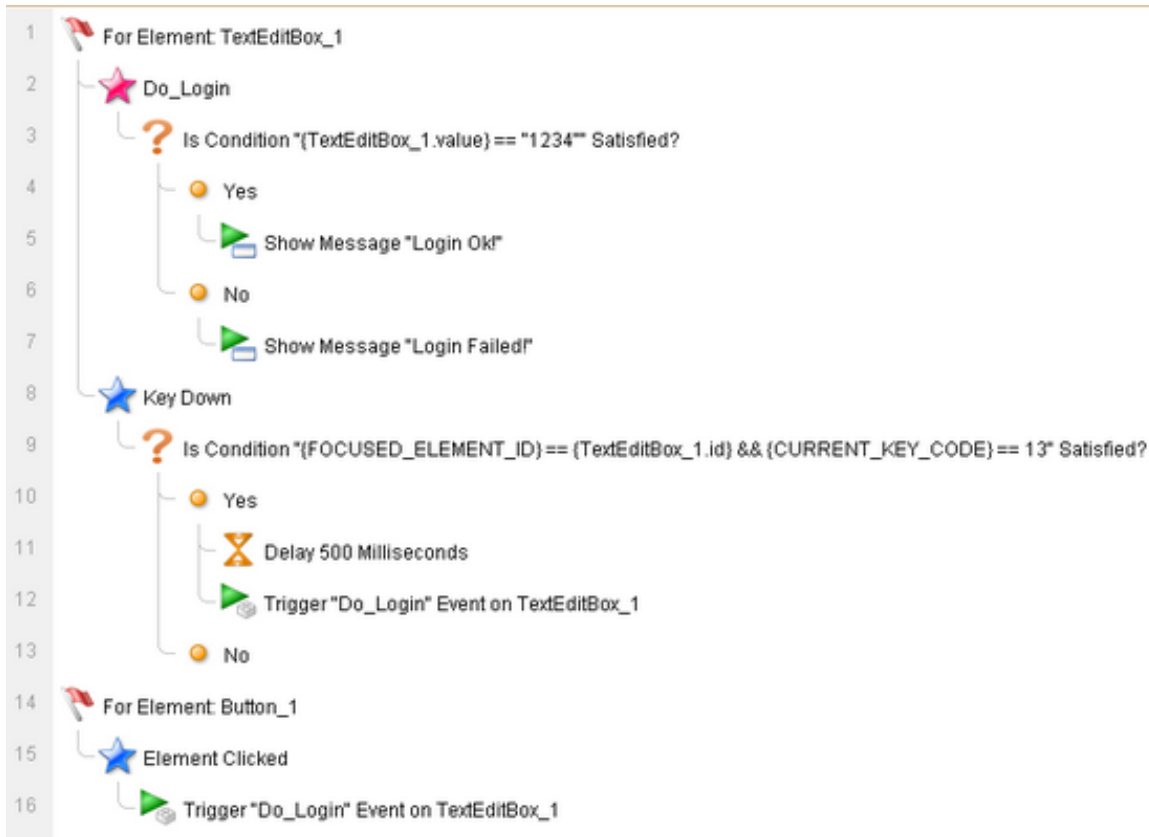 1 For Element: TextEditBox_1
2 Do_Login
3 Is Condition "{TextEditBox_1.value} == "1234"" Satisfied?
4 Yes
5 Show Message "Login Ok!"
6 No
7 Show Message "Login Failed!"
8 Key Down
9 Is Condition "{FOCUSED_ELEMENT_ID} == {TextEditBox_1.id} && {CURRENT_KEY_CODE} == 13" Satisfied?
10 Yes
11 Delay 500 Milliseconds
12 Trigger "Do_Login" Event on TextEditBox_1
13 No
14 For Element: Button_1
15 Element Clicked
16 Trigger "Do_Login" Event on TextEditBox_1